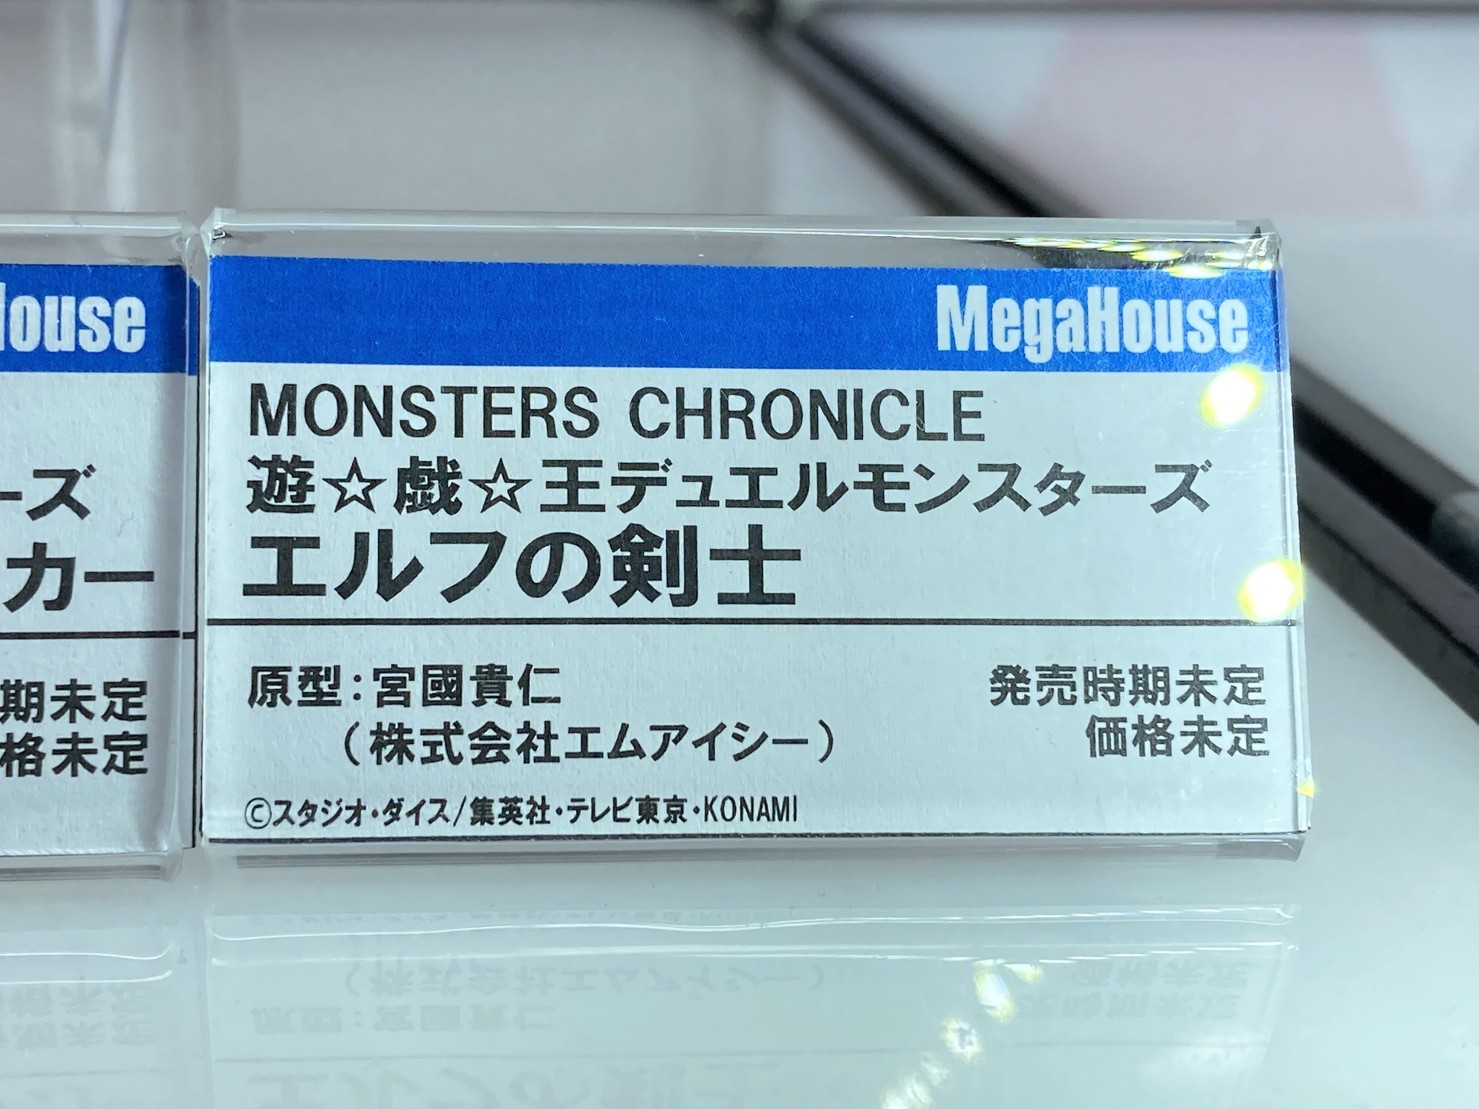 House
ーズ
カー
期未定
格未定
MegaHouse
MONSTERS CHRONICLE
遊☆戯☆王デュエルモンスターズ
エルフの剣士
原型:宮國貴仁
(株式会社エムアイシー)
発売時期未定
価格未定
©スタジオ・ダイス/集英社・テレビ東京・KONAMI